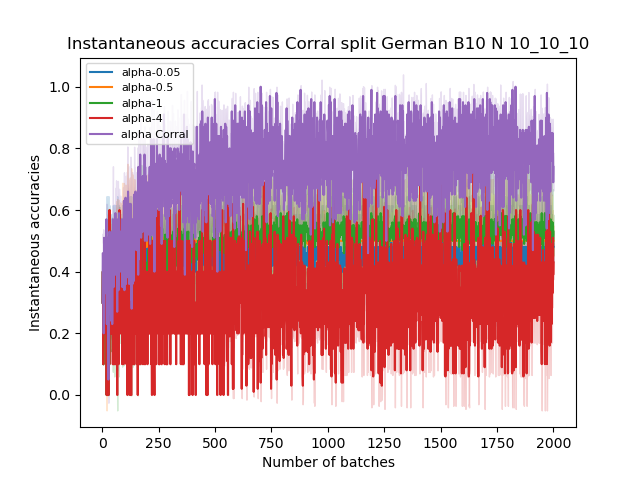 Instantaneous accuracies Corral split German B10 N 10_10_10
alpha-0.05
alpha-0.5
alpha-1
alpha-4
alpha Corral
1.0
0.8
0.6
0.4
0.2
0.0
Instantaneous accuracies
0
250
500
750
1000
1250
1500
1750
2000
Number of batches